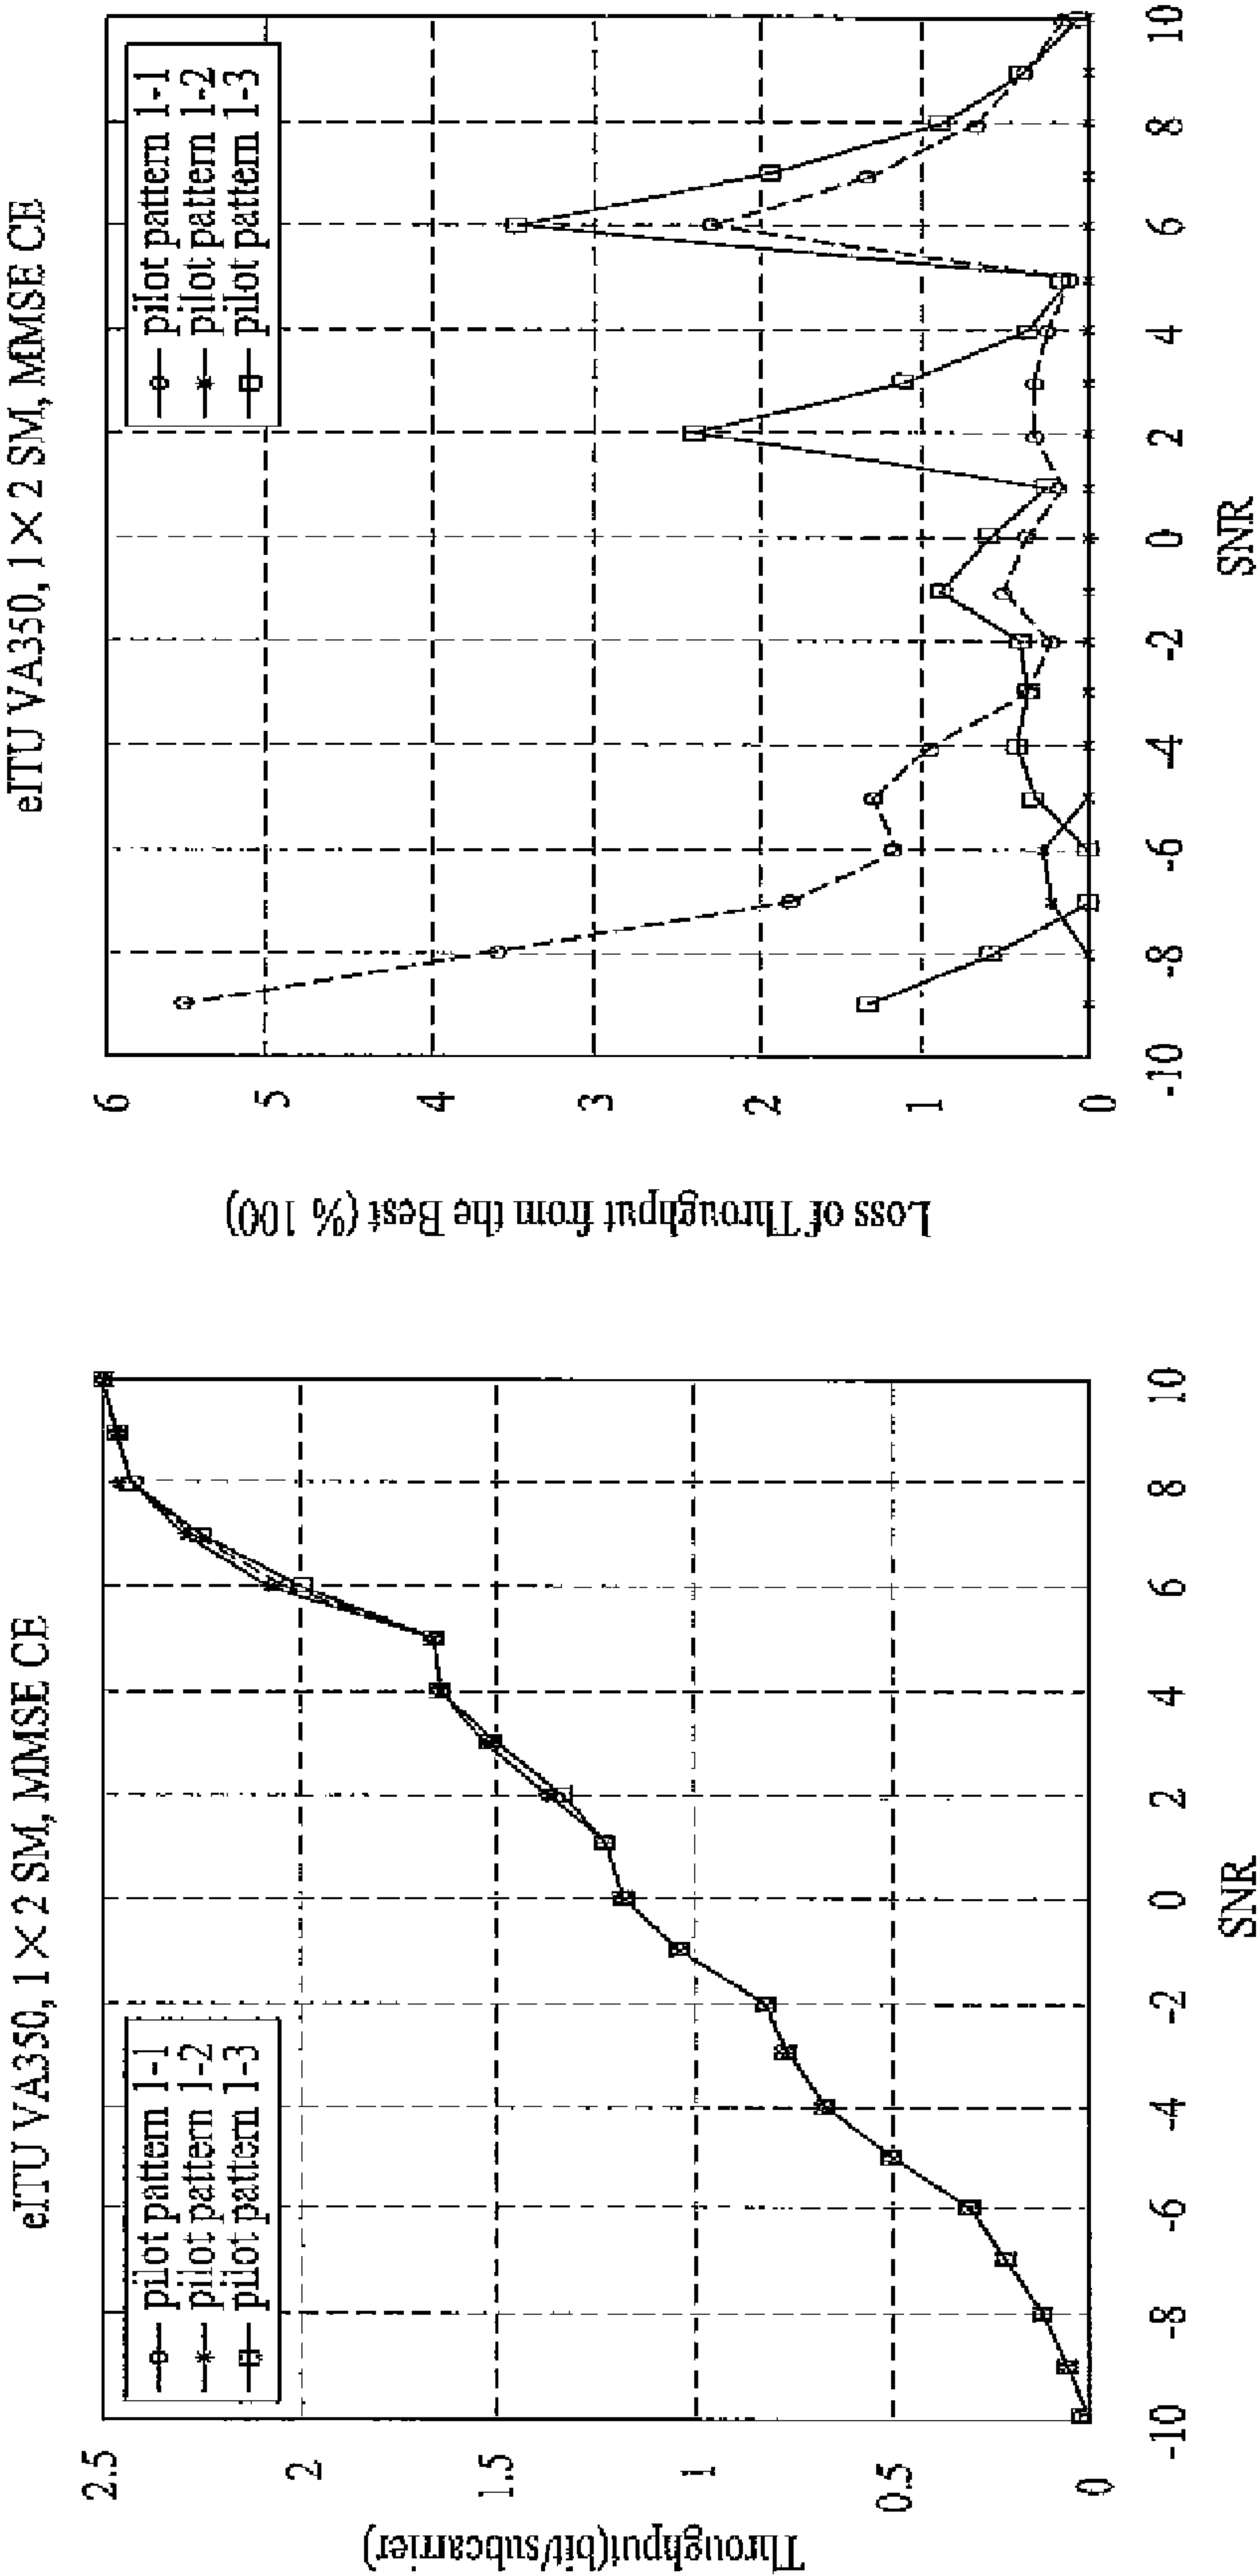 eITU VA350, 1×2 SM, MMSE CE
pilot pattern 1-1
pilot pattern 1-2
pilot pattern 1-3
Throughput(bit/subcarrier)
2.5
2
1.5
1
0.5
0
-10 -8 -6 -4 -2 0 2 4 6 8 10
SNR
eITU VA350, 1×2 SM, MMSE CE
pilot pattern 1-1
pilot pattern 1-2
pilot pattern 1-3
Loss of Throughput from the Best (% 100)
6
5
4
3
2
1
0
-10 -8 -6 -4 -2 0 2 4 6 8 10
SNR